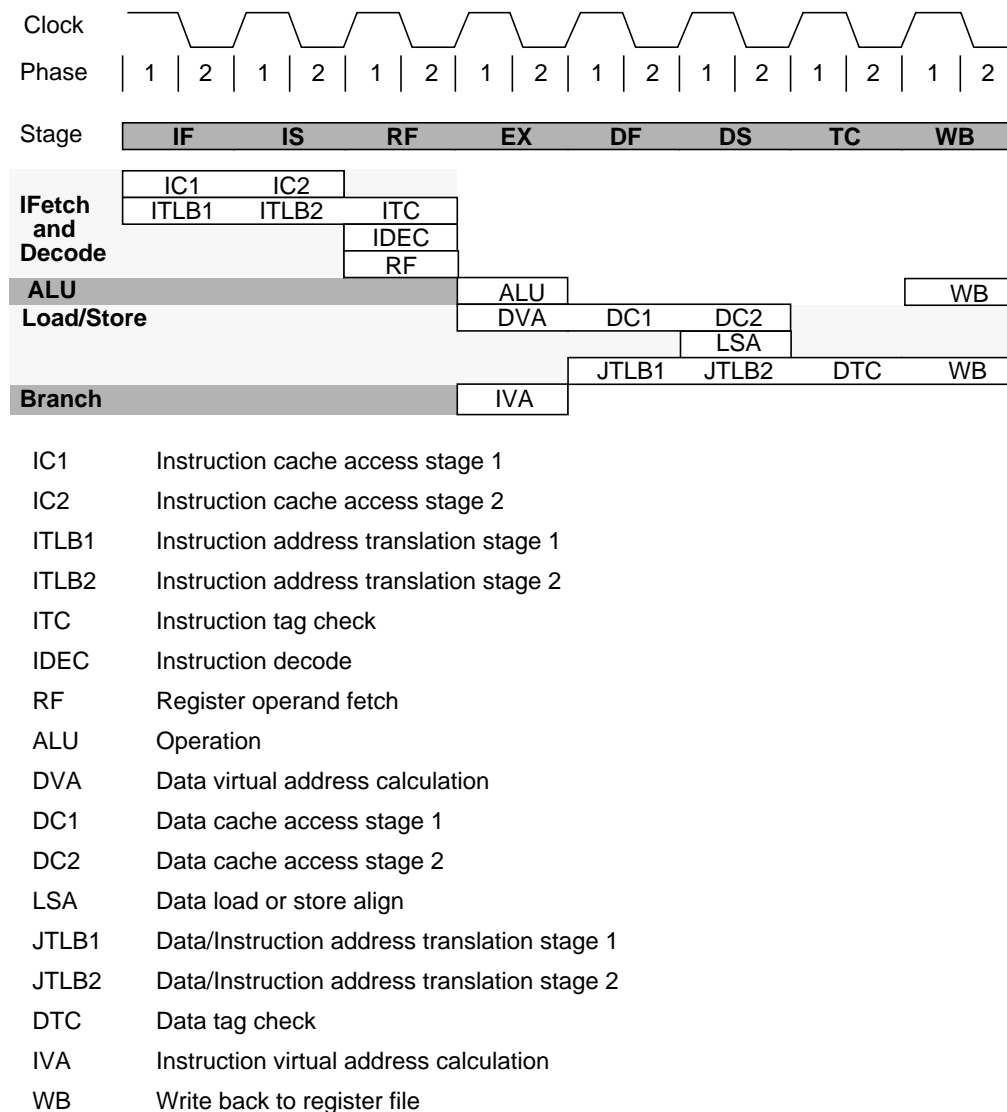 Clock
Phase 1 2 1 2 1 2 1 2 1 2 1 2 1 2 1 2
Stage IF IS RF EX DF DS TC WB
IC1 IC2
IFetch and Decode
ITLB1 ITLB2 ITC
IDEC
RF
ALU ALU WB
Load/Store DVA DC1 DC2
LSA
JTLB1 JTLB2 DTC WB
Branch IVA
IC1 Instruction cache access stage 1
IC2 Instruction cache access stage 2
ITLB1 Instruction address translation stage 1
ITLB2 Instruction address translation stage 2
ITC Instruction tag check
IDEC Instruction decode
RF Register operand fetch
ALU Operation
DVA Data virtual address calculation
DC1 Data cache access stage 1
DC2 Data cache access stage 2
LSA Data load or store align
JTLB1 Data/Instruction address translation stage 1
JTLB2 Data/Instruction address translation stage 2
DTC Data tag check
IVA Instruction virtual address calculation
WB Write back to register file